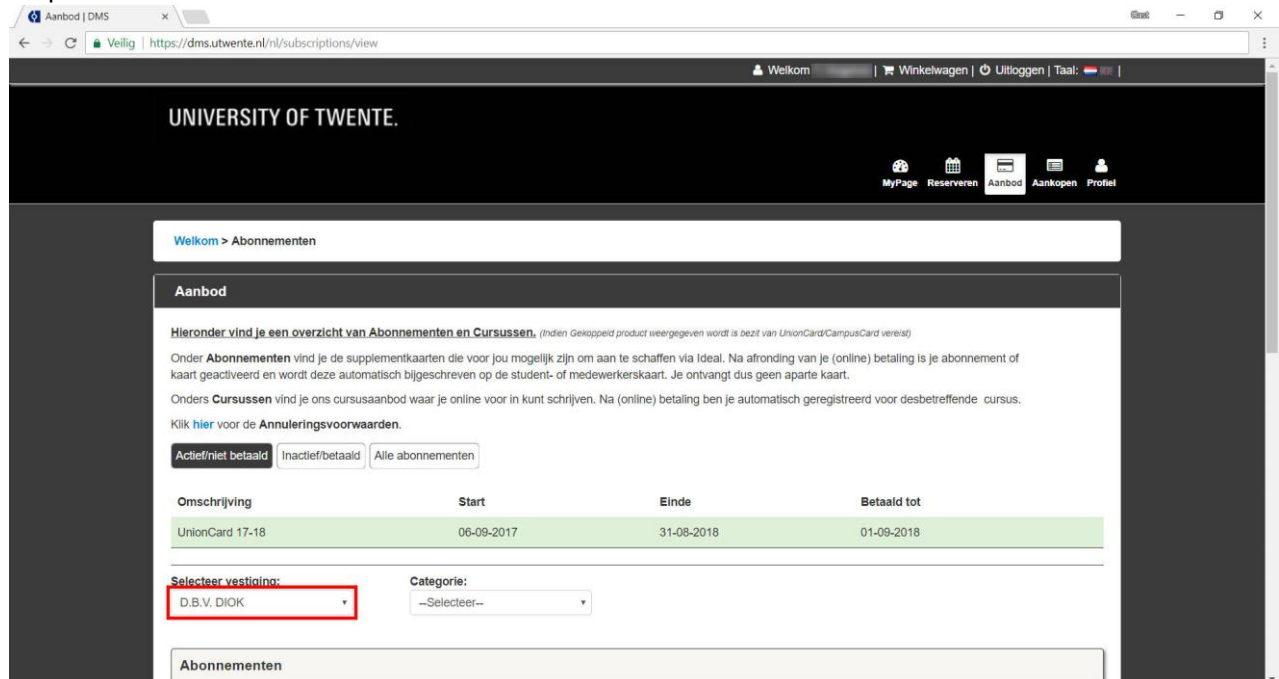 Aanbod | DMS
Veilig | https://dms.utwente.nl/nl/subscriptions/view
Welkom | Winkelwagen | Uitloggen | Taal: |
UNIVERSITY OF TWENTE.
MyPage Reserveren Aanbod Aankopen Profiel
Welkom > Abonnementen
Aanbod
Hieronder vind je een overzicht van Abonnementen en Cursussen. (Indien Gekoppeld product weergegeven wordt is bezit van UnionCard/CampusCard vereist)
Onder Abonnementen vind je de supplementkaarten die voor jou mogelijk zijn om aan te schaffen via Ideal. Na afronding van je (online) betaling is je abonnement of
kaart geactiveerd en wordt deze automatisch bijgeschreven op de student- of medewerkerskaart. Je ontvangt dus geen aparte kaart.
Onders Cursussen vind je ons cursusaanbod waar je online voor in kunt schrijven. Na (online) betaling ben je automatisch geregistreerd voor desbetreffende cursus.
Klik hier voor de Annuleringsvoorwaarden.
Actief/niet betaald Inactief/betaald Alle abonnementen
Omschrijving Start Einde Betaald tot
UnionCard 17-18 06-09-2017 31-08-2018 01-09-2018
Selecteer vestiging: Categorie:
D.B.V. DIOK --Selecteer--
Abonnementen